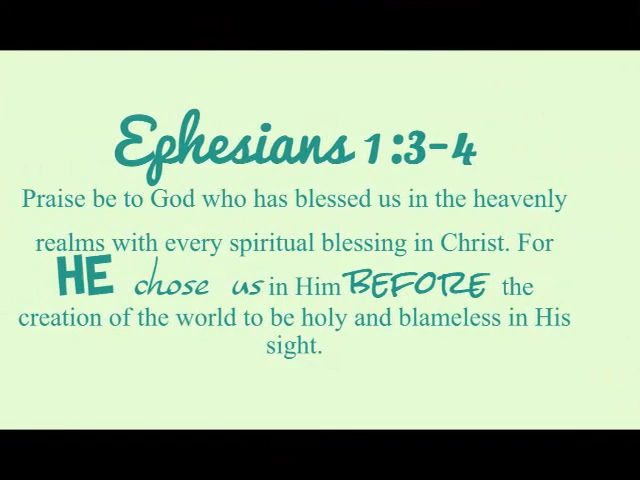 Ephesians 1:3-4
Praise be to God who has blessed us in the heavenly
realms with every spiritual blessing in Christ. For
HE chose us in Him BEFORE the
creation of the world to be holy and blameless in His
sight.